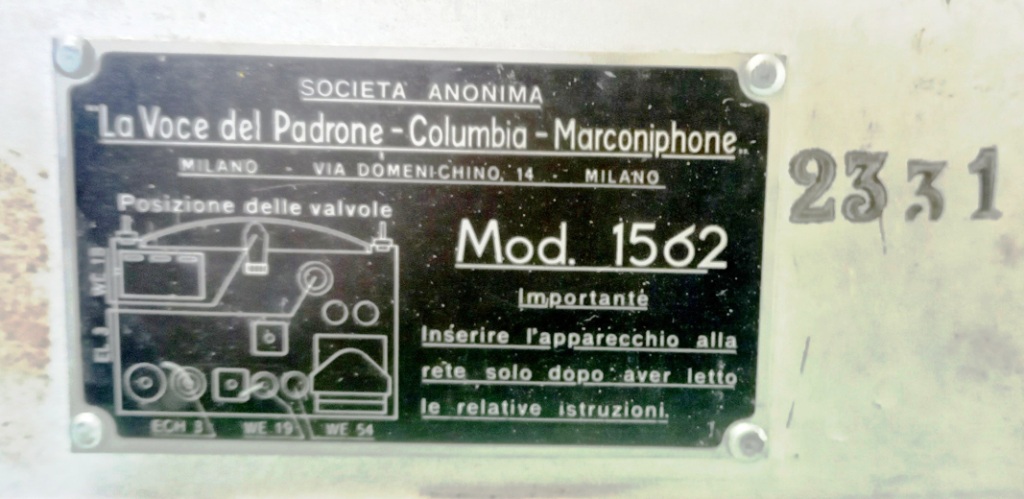 SOCIETA' ANONIMA
"La Voce del Padrone - Columbia - Marconiphone"
MILANO - VIA DOMENICHINO, 14 - MILANO
Posizione delle valvole
Mod. 1562
Importante
Inserire l'apparecchio alla
rete solo dopo aver letto
le relative istruzioni.
ECH 3 WE 19 WE 54
2331